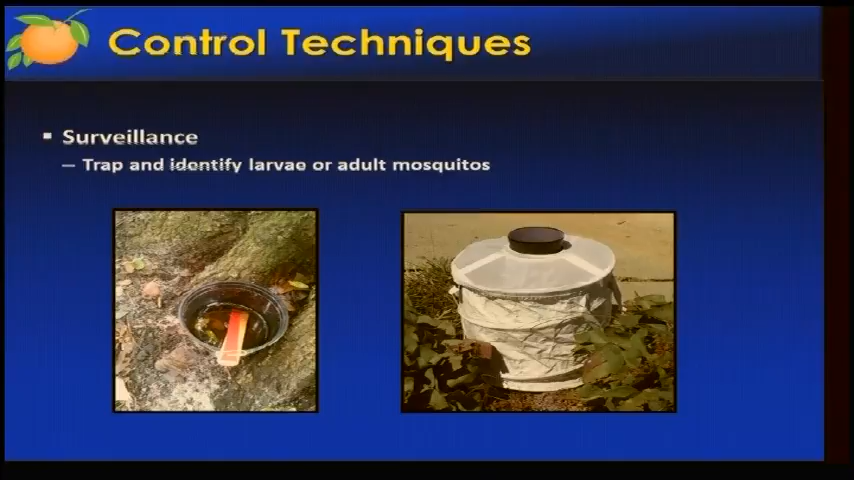 Control Techniques
▪ Surveillance
– Trap and identify larvae or adult mosquitos